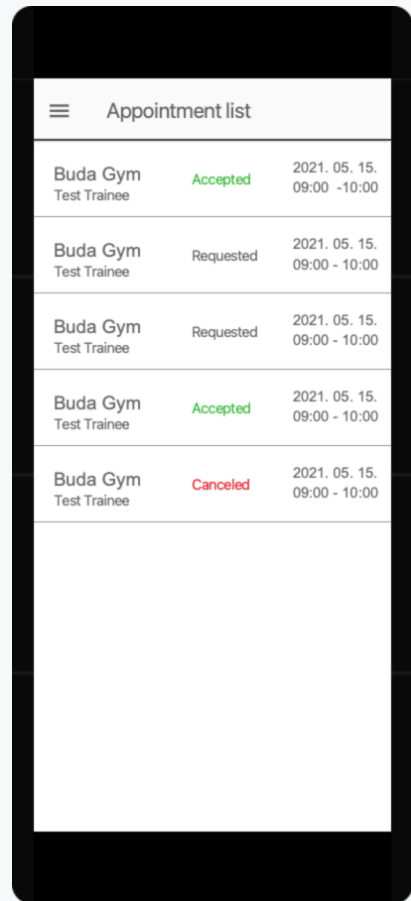 Appointment list
Buda Gym
Test Trainee
Accepted
2021. 05. 15.
09:00 -10:00
Buda Gym
Test Trainee
Requested
2021. 05. 15.
09:00 - 10:00
Buda Gym
Test Trainee
Requested
2021. 05. 15.
09:00 - 10:00
Buda Gym
Test Trainee
Accepted
2021. 05. 15.
09:00 - 10:00
Buda Gym
Test Trainee
Canceled
2021. 05. 15.
09:00 - 10:00